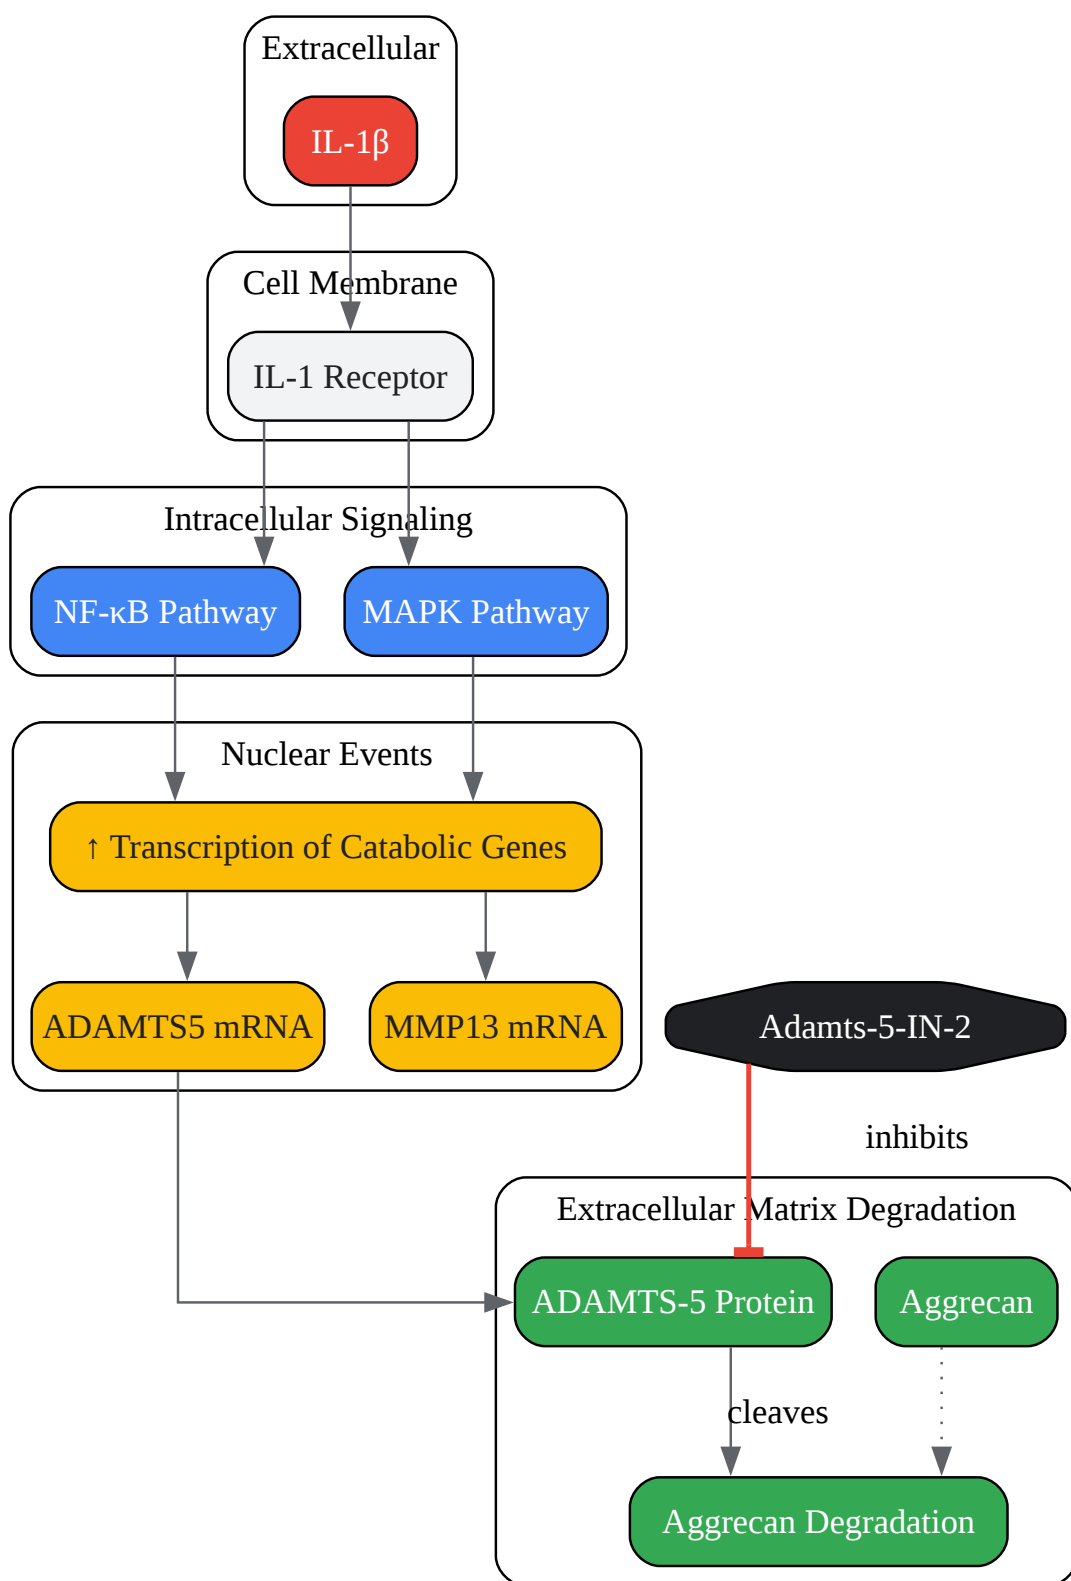 Extracellular
IL-1β
Cell Membrane
IL-1 Receptor
Intracellular Signaling
NF-κB Pathway
MAPK Pathway
Nuclear Events
↑ Transcription of Catabolic Genes
ADAMTS5 mRNA
MMP13 mRNA
Adamts-5-IN-2
inhibits
Extracellular Matrix Degradation
ADAMTS-5 Protein
Aggrecan
cleaves
Aggrecan Degradation